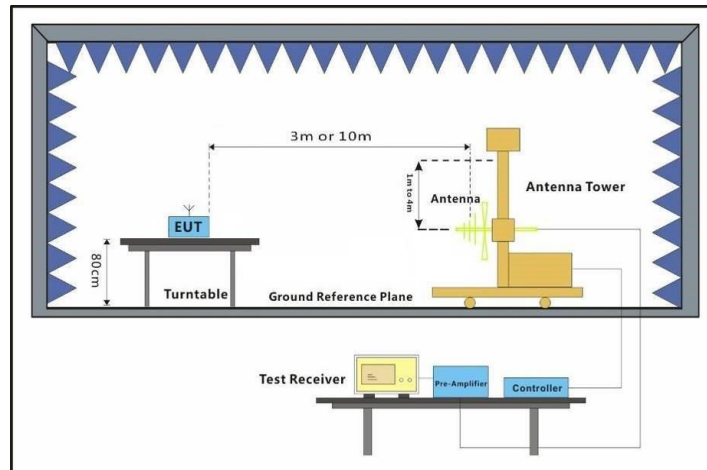 3m or 10m
1m to 4m
Antenna
Antenna Tower
EUT
80cm
Turntable
Ground Reference Plane
Test Receiver
Pre-Amplifier
Controller